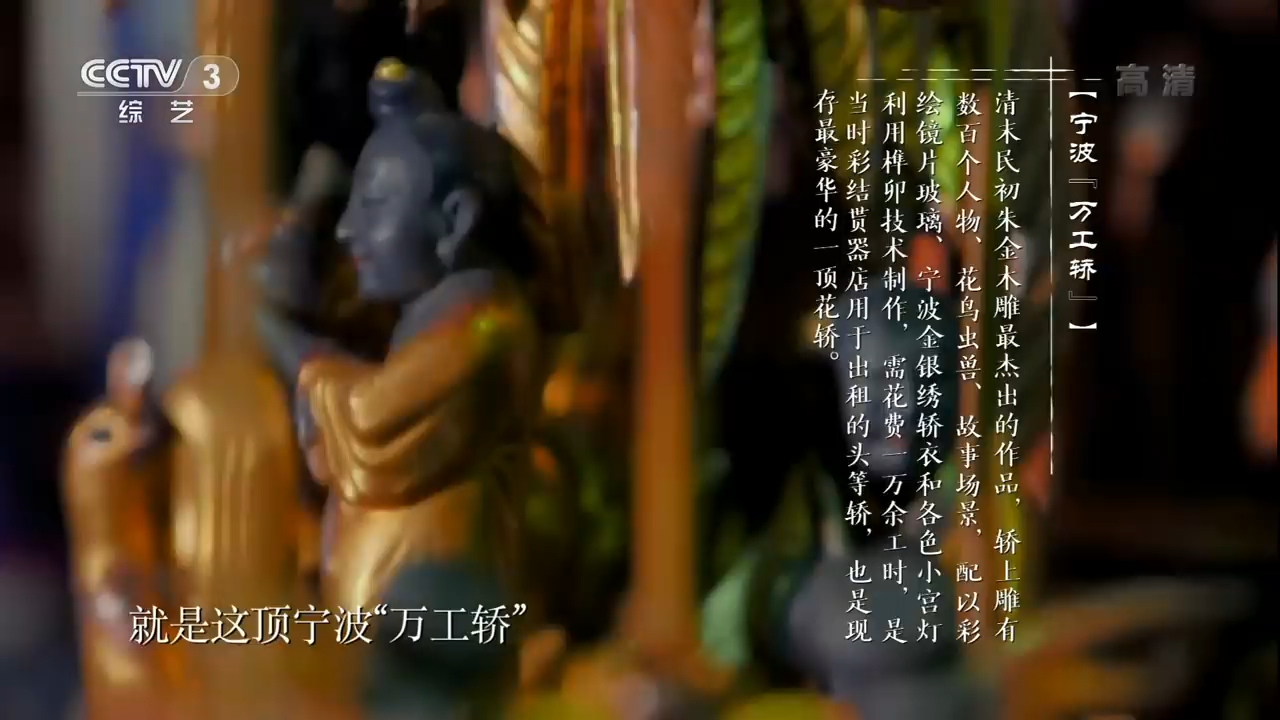 CCTV 3
综艺
高清
【宁波『万工轿』】
清末民初朱金木雕最杰出的作品，轿上雕有
数百个人物、花鸟虫兽、故事场景，配以彩
绘镜片玻璃、宁波金银绣轿衣和各色小宫灯
利用榫卯技术制作，需花费一万余工时，是
当时彩结贳器店用于出租的头等轿，也是现
存最豪华的一顶花轿。
就是这顶宁波“万工轿”